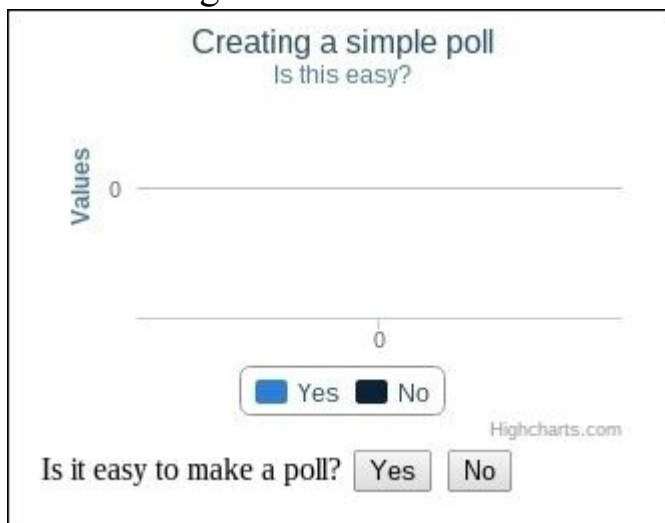 Creating a simple poll
Is this easy?
Values
0
0
Yes No
Highcharts.com
Is it easy to make a poll? Yes No